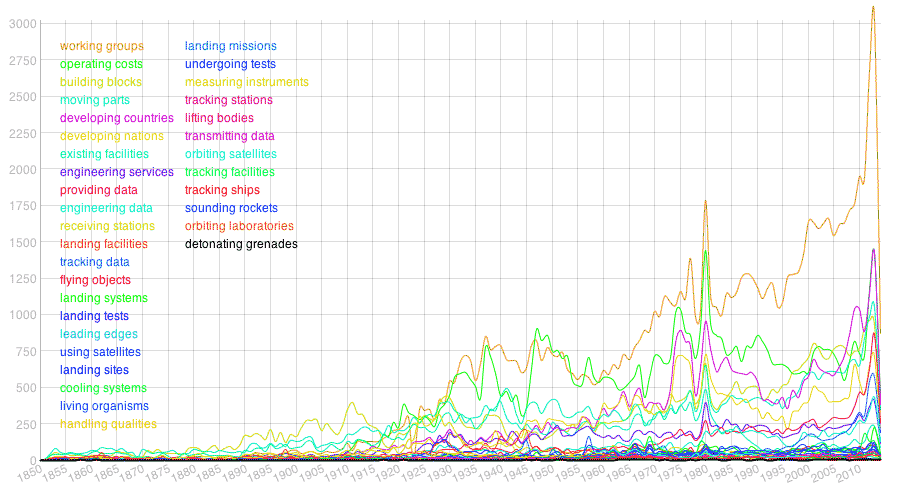 3000
2750
2500
2250
2000
1750
1500
1250
1000
750
500
250
0
working groups
operating costs
building blocks
moving parts
developing countries
developing nations
existing facilities
engineering services
providing data
engineering data
receiving stations
landing facilities
tracking data
flying objects
landing systems
landing tests
leading edges
using satellites
landing sites
cooling systems
living organisms
handling qualities
landing missions
undergoing tests
measuring instruments
tracking stations
lifting bodies
transmitting data
orbiting satellites
tracking facilities
tracking ships
sounding rockets
orbiting laboratories
detonating grenades
1850 1855 1860 1865 1870 1875 1880 1885 1890 1895 1900 1905 1910 1915 1920 1925 1930 1935 1940 1945 1950 1955 1960 1965 1970 1975 1980 1985 1990 1995 2000 2005 2010